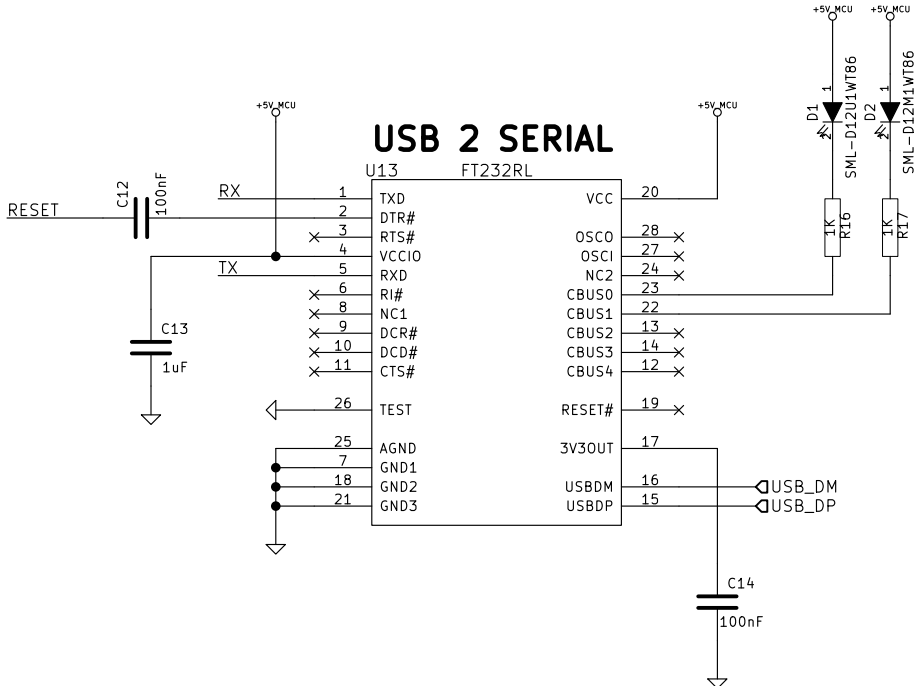 +5V_MCU
+5V_MCU
D1
1
2
SML-D12U1WT86
D2
1
2
SML-D12M1WT86
+5V_MCU
+5V_MCU
USB 2 SERIAL
U13
FT232RL
RX
1
TXD
VCC
20
RESET
C12
100nF
2
DTR#
3
RTS#
OSCO
28
1K
R16
1K
R17
4
VCCIO
OSCI
27
TX
5
RXD
NC2
24
6
RI#
CBUS0
23
8
NC1
CBUS1
22
C13
1uF
9
DCR#
CBUS2
13
10
DCD#
CBUS3
14
11
CTS#
CBUS4
12
26
TEST
RESET#
19
25
AGND
3V3OUT
17
7
GND1
18
GND2
USBDM
16
USB_DM
21
GND3
USBDP
15
USB_DP
C14
100nF